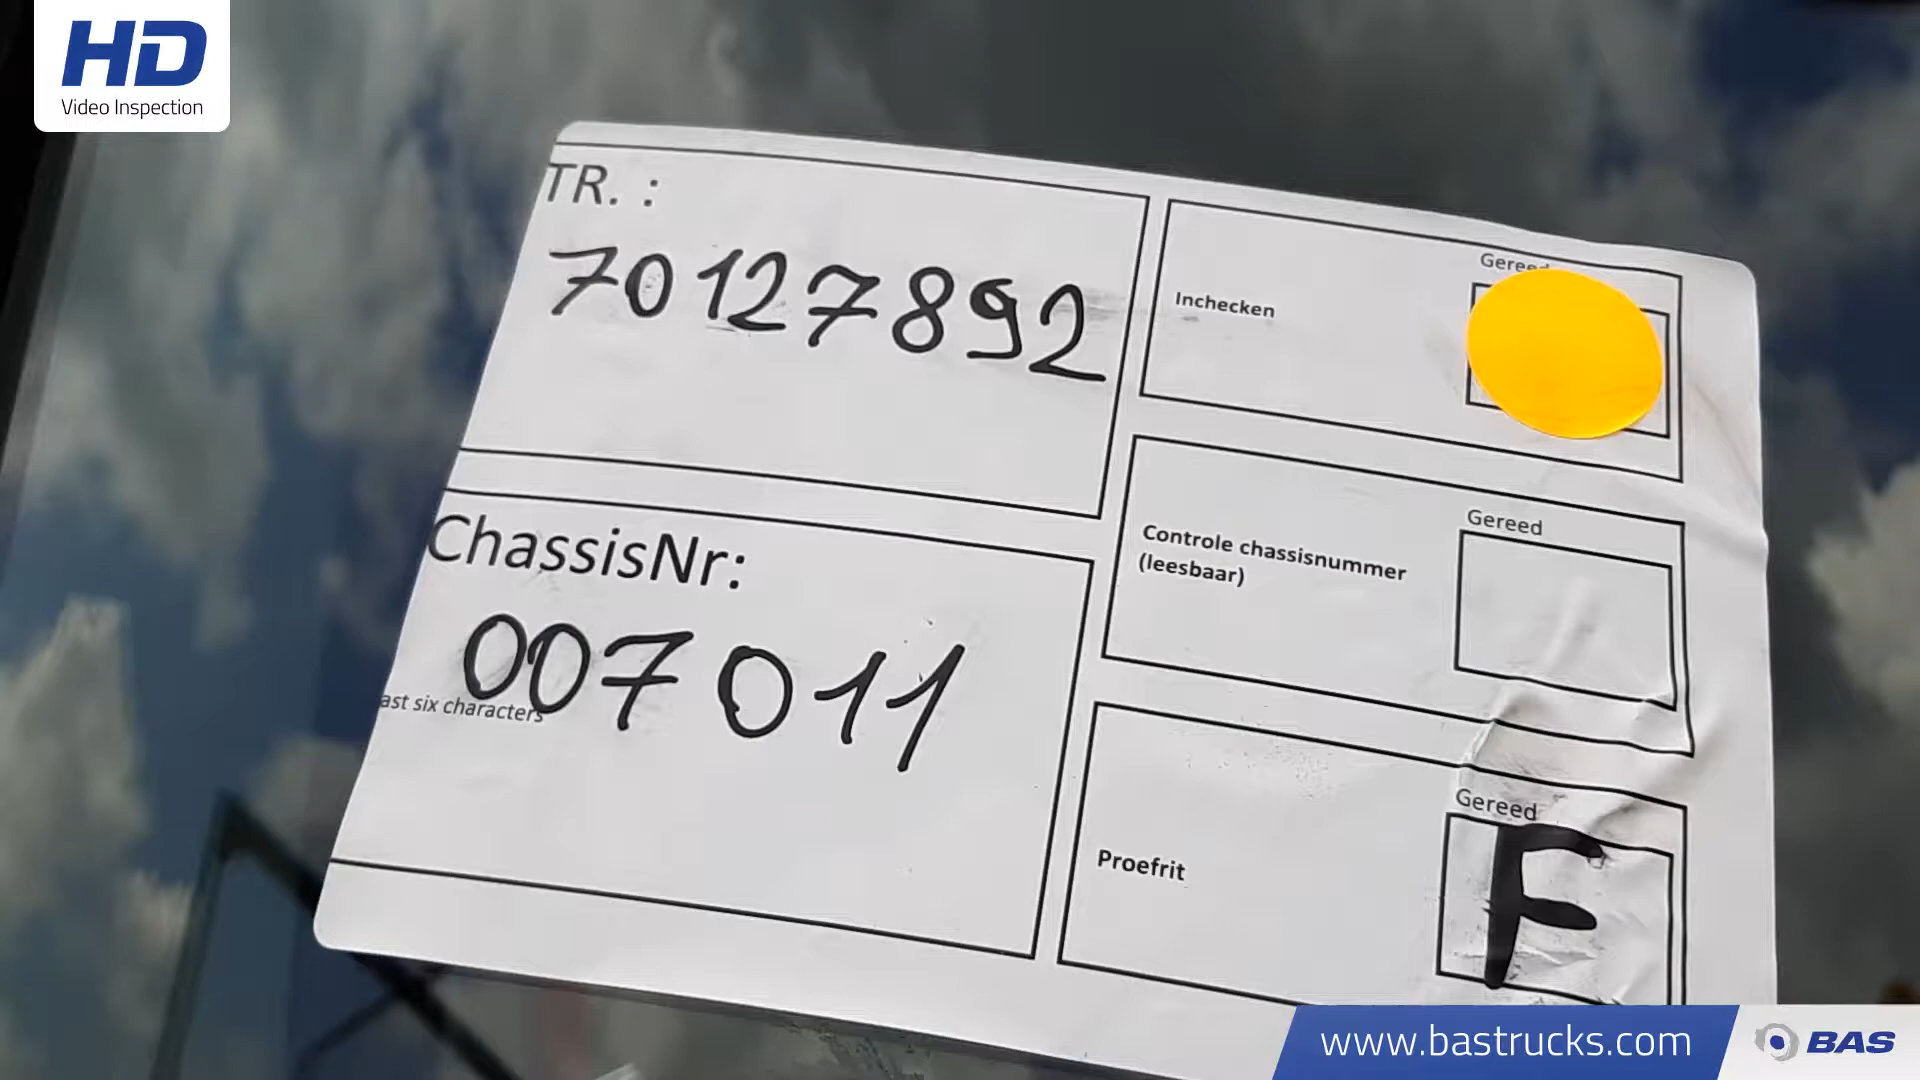 HD
Video Inspection
TR. :
70127892
ChassisNr:
007011
ast six characters
Gereed
Inchecken
Gereed
Controle chassisnummer
(leesbaar)
Gereed
Proefrit
F
www.bastrucks.com
BAS